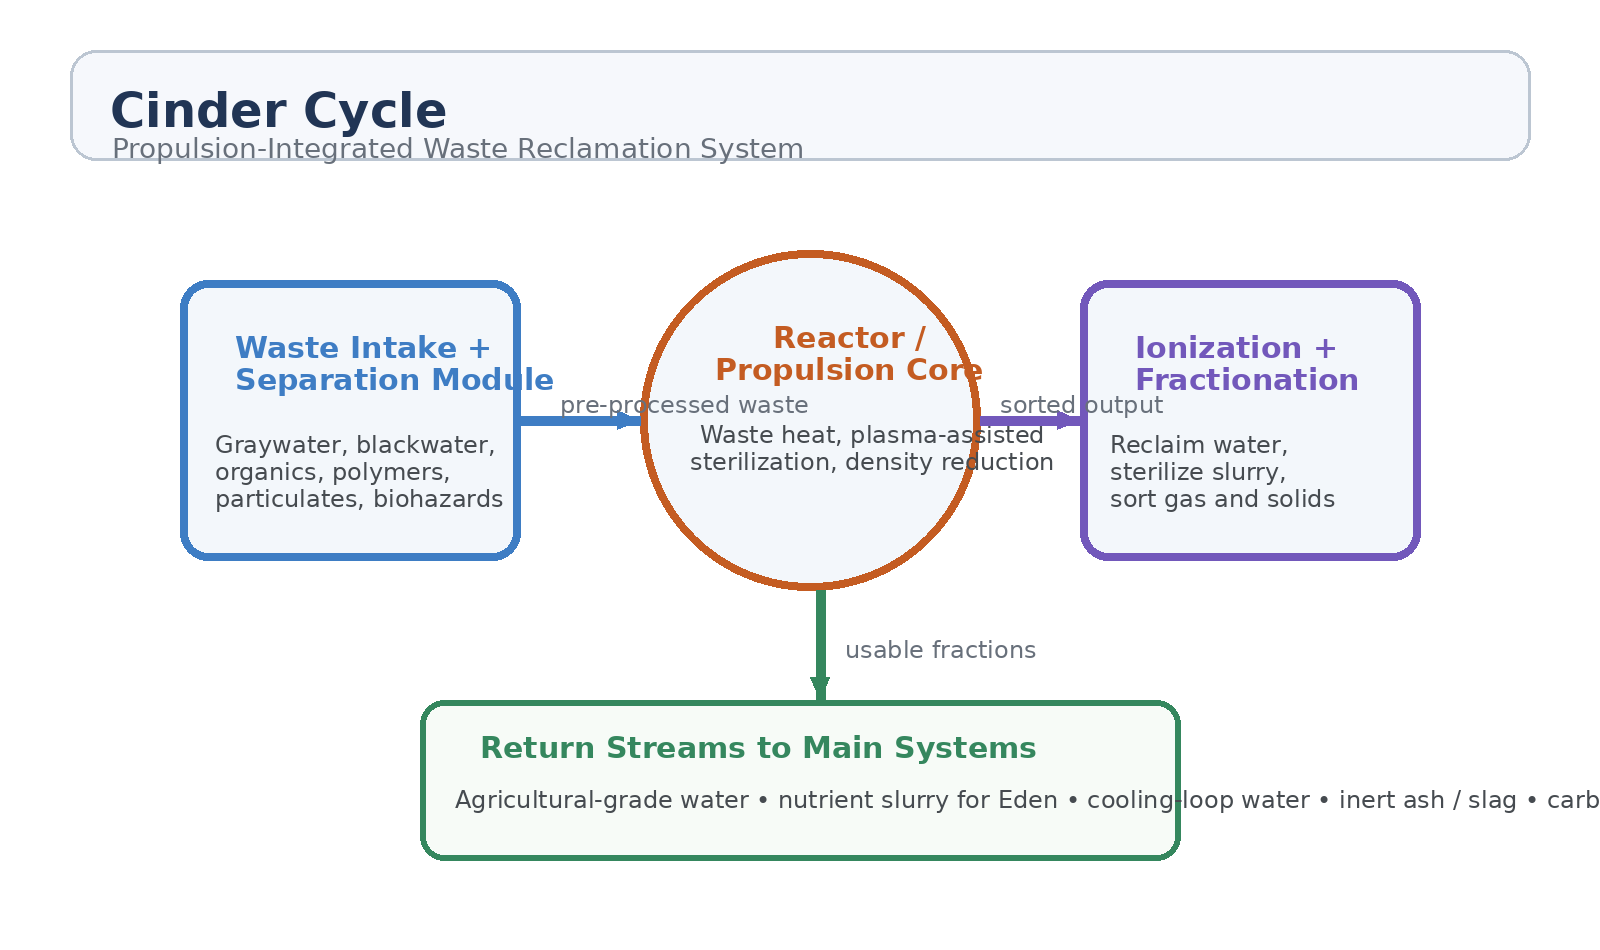 Cinder Cycle
Propulsion-Integrated Waste Reclamation System
Waste Intake +
Separation Module
Graywater, blackwater,
organics, polymers,
particulates, biohazards
pre-processed waste
Reactor /
Propulsion Core
Waste heat, plasma-assisted
sterilization, density reduction
sorted output
Ionization +
Fractionation
Reclaim water,
sterilize slurry,
sort gas and solids
usable fractions
Return Streams to Main Systems
Agricultural-grade water • nutrient slurry for Eden • cooling-loop water • inert ash / slag • carb